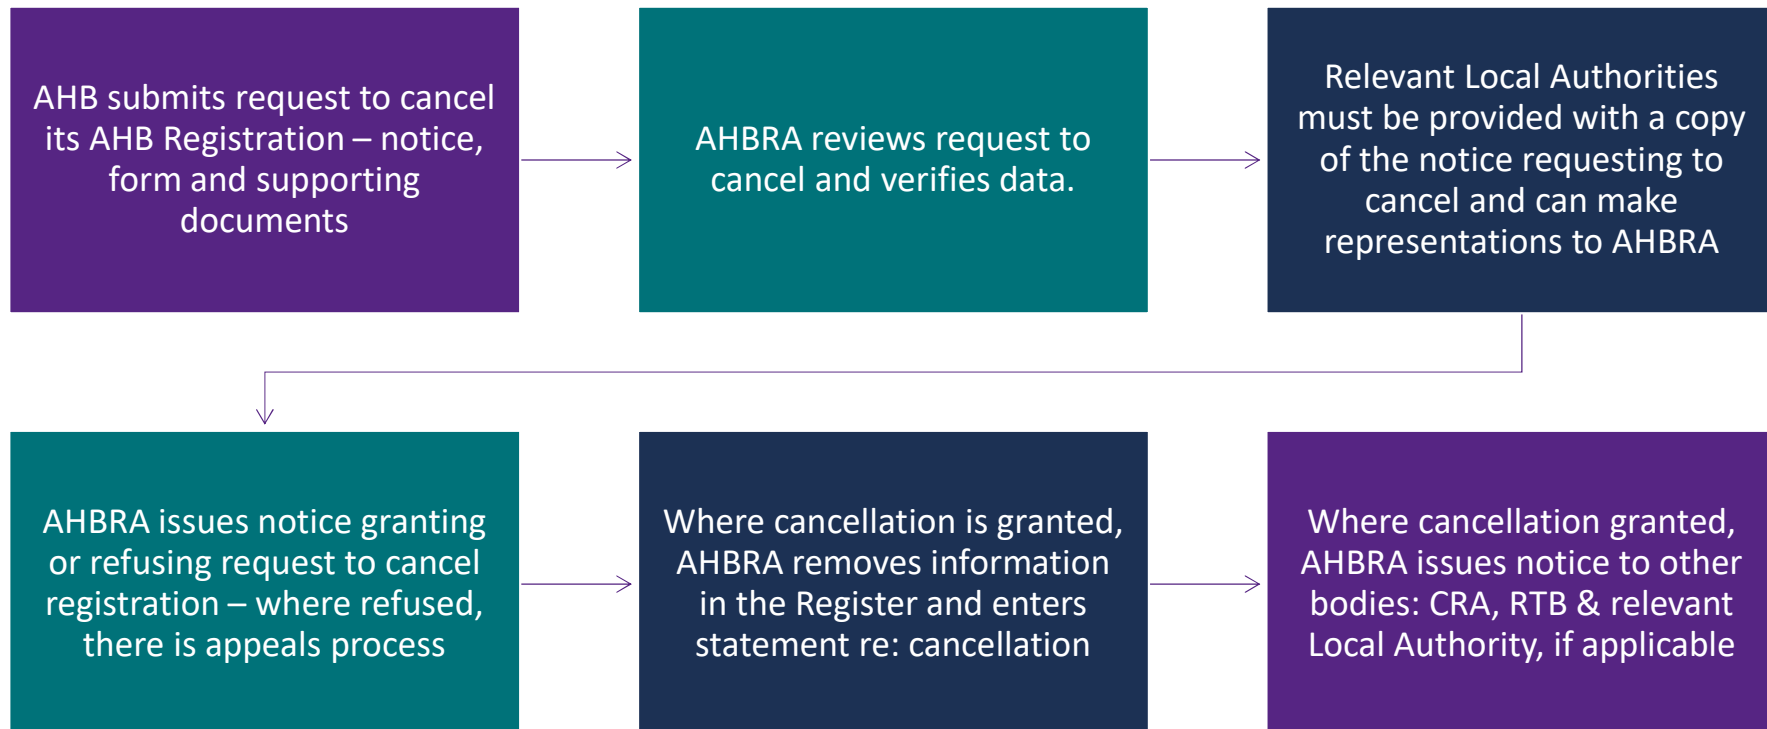 AHB submits request to cancel
its AHB Registration – notice,
form and supporting
documents
AHBRA reviews request to
cancel and verifies data.
Relevant Local Authorities
must be provided with a copy
of the notice requesting to
cancel and can make
representations to AHBRA
AHBRA issues notice granting
or refusing request to cancel
registration – where refused,
there is appeals process
Where cancellation is granted,
AHBRA removes information
in the Register and enters
statement re: cancellation
Where cancellation granted,
AHBRA issues notice to other
bodies: CRA, RTB & relevant
Local Authority, if applicable